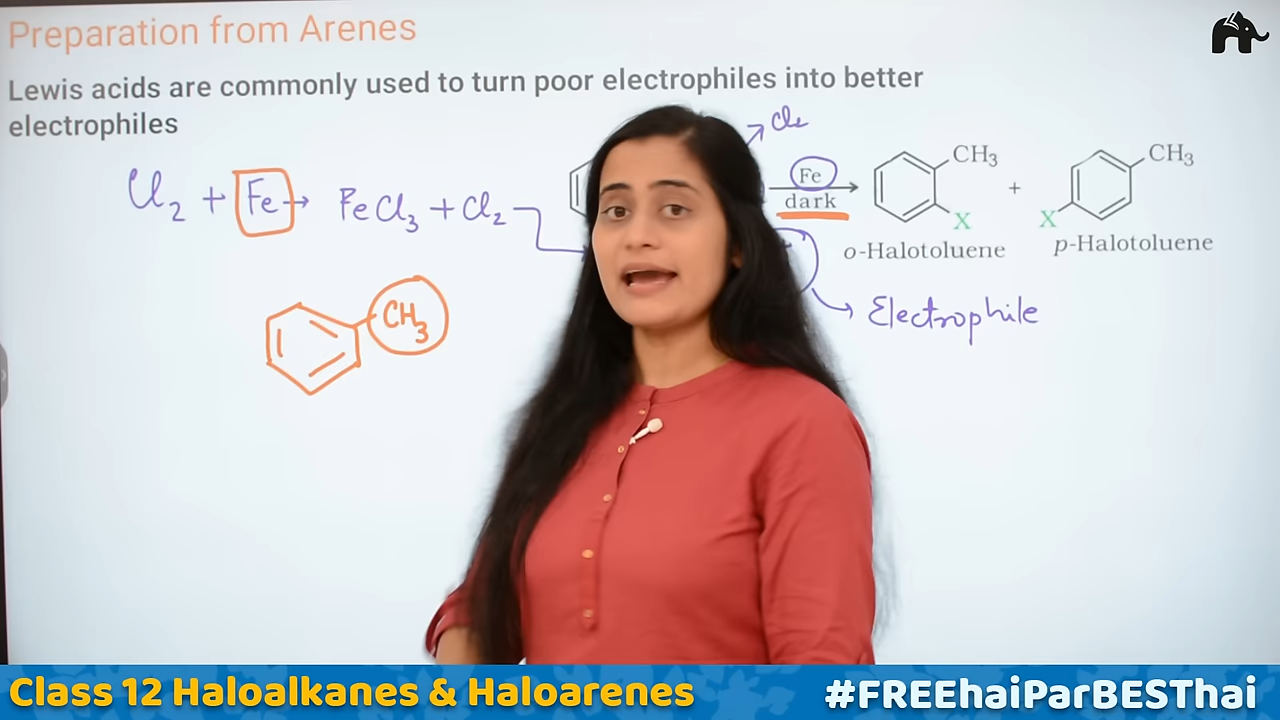 Preparation from Arenes
Lewis acids are commonly used to turn poor electrophiles into better
electrophiles
Cl2 + Fe → FeCl3 + Cl2
Cl2
Fe
dark
CH3
X
o-Halotoluene
+
CH3
X
p-Halotoluene
Electrophile
CH3
Class 12 Haloalkanes & Haloarenes
#FREEhaiParBESThai